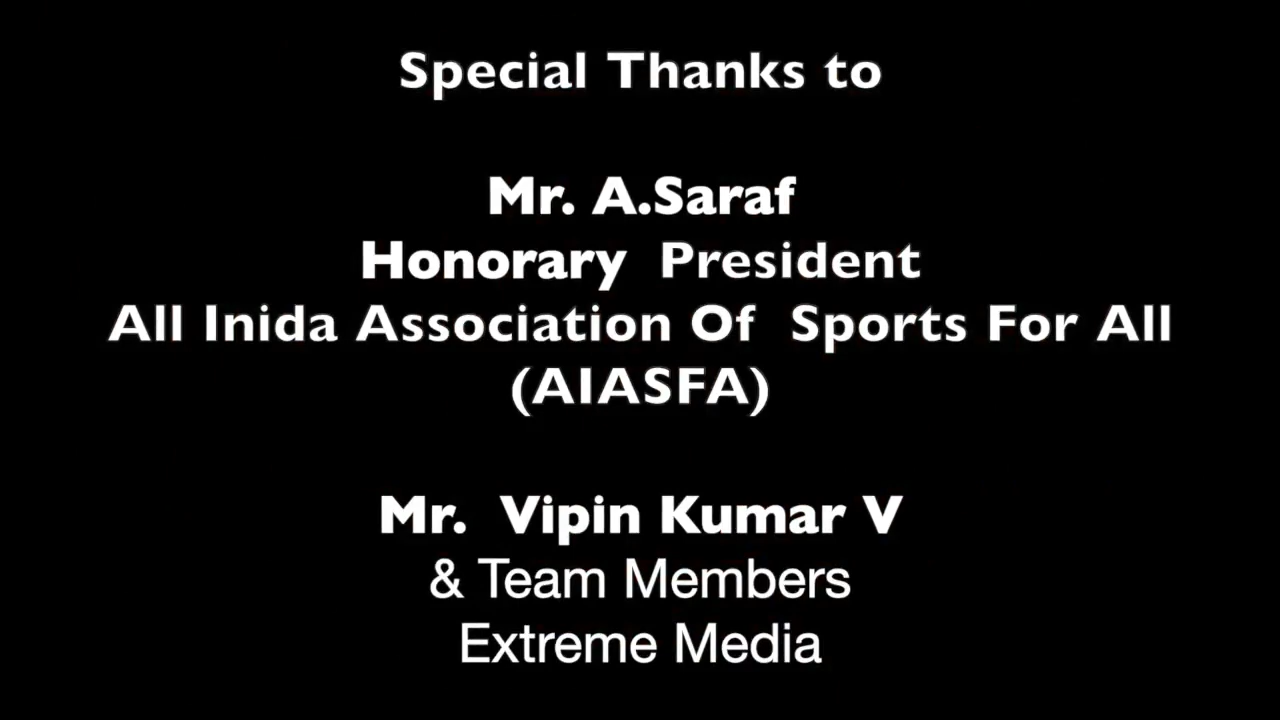 Special Thanks to
Mr. A.Saraf
Honorary President
All Inida Association Of Sports For All
(AIASFA)
Mr. Vipin Kumar V
& Team Members
Extreme Media